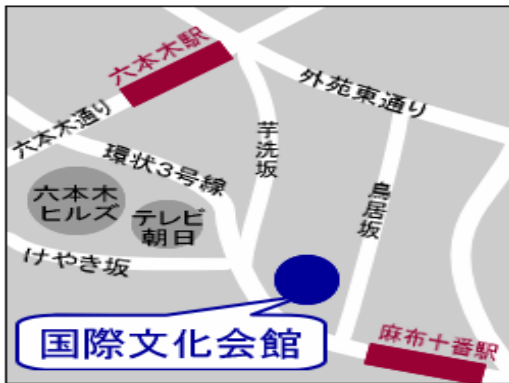 六本木駅
外苑東通り
六本木通り
芋洗坂
環状3号線
六本木
ヒルズ
テレビ
朝日
鳥居坂
けやき坂
国際文化会館
麻布十番駅